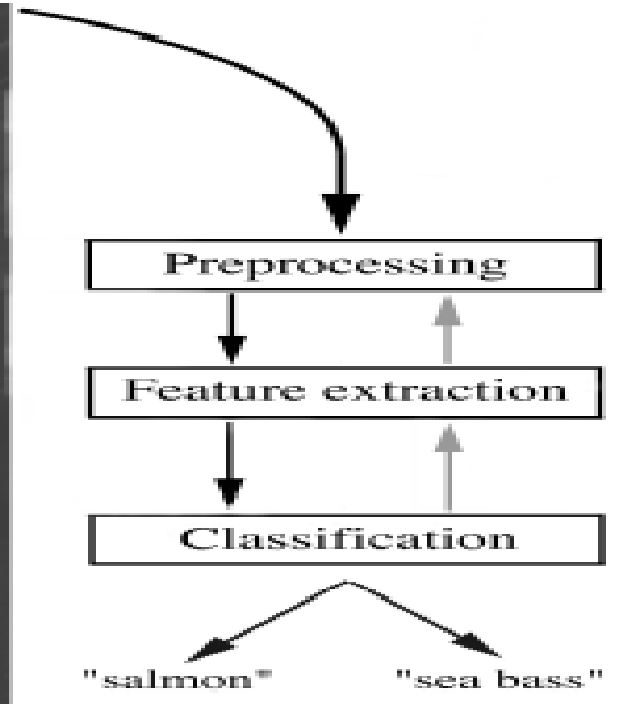 Preprocessing
Feature extraction
Classification
"salmon" "sea bass"